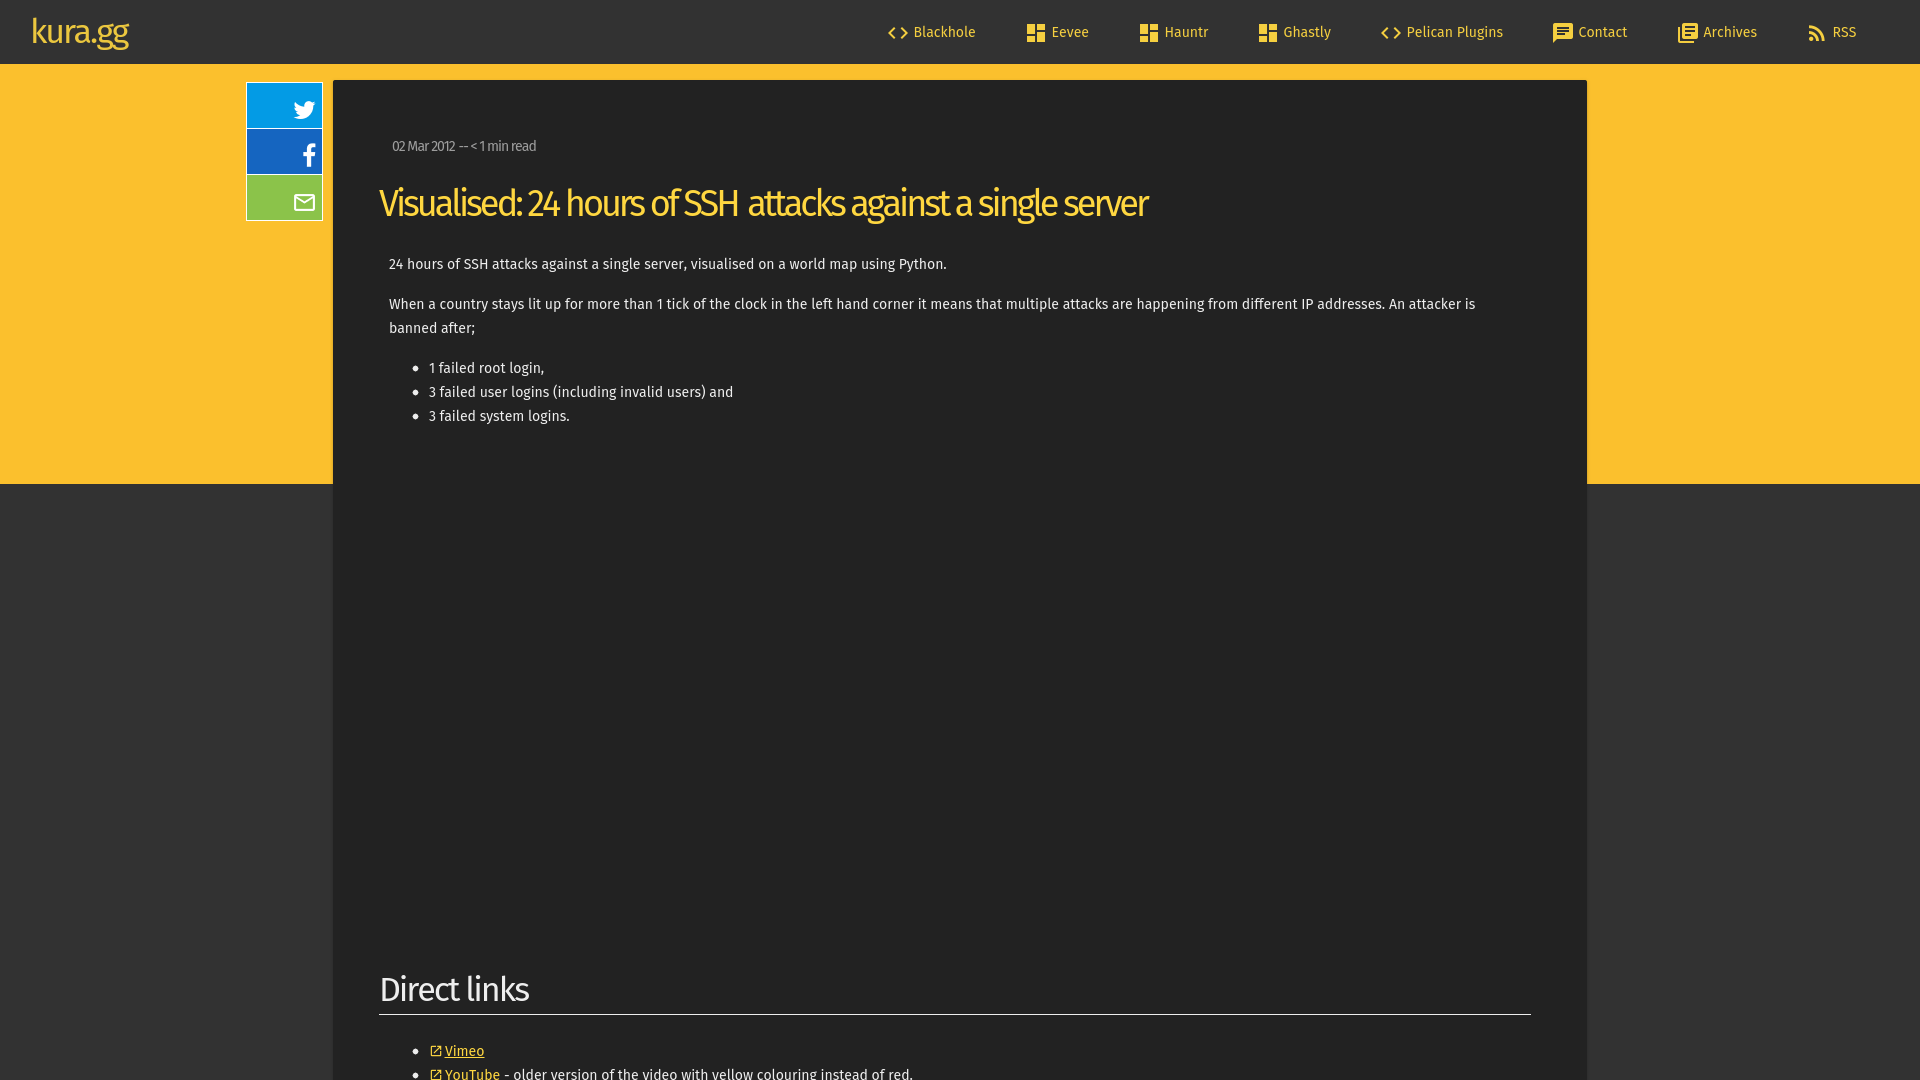 kura.gg
Blackhole
Eevee
Hauntr
Ghastly
Pelican Plugins
Contact
Archives
RSS
02 Mar 2012 -- < 1 min read
Visualised: 24 hours of SSH attacks against a single server
24 hours of SSH attacks against a single server, visualised on a world map using Python.
When a country stays lit up for more than 1 tick of the clock in the left hand corner it means that multiple attacks are happening from different IP addresses. An attacker is
banned after;
1 failed root login,
3 failed user logins (including invalid users) and
3 failed system logins.
Direct links
Vimeo
YouTube - older version of the video with yellow colouring instead of red.